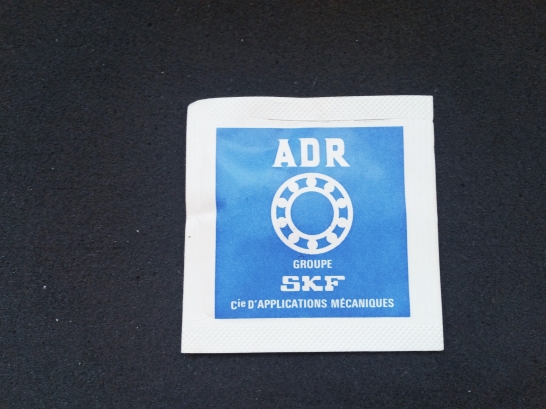 ADR
GROUPE
SKF
Cie D'APPLICATIONS MÉCANIQUES